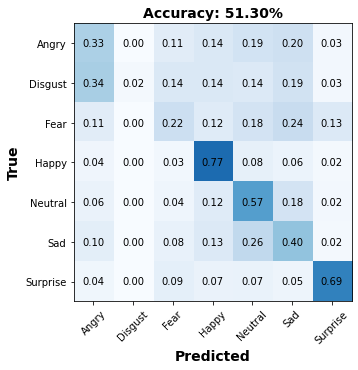 Accuracy: 51.30%
Angry 0.33 0.00 0.11 0.14 0.19 0.20 0.03
Disgust 0.34 0.02 0.14 0.14 0.14 0.19 0.03
Fear 0.11 0.00 0.22 0.12 0.18 0.24 0.13
Happy 0.04 0.00 0.03 0.77 0.08 0.06 0.02
Neutral 0.06 0.00 0.04 0.12 0.57 0.18 0.02
Sad 0.10 0.00 0.08 0.13 0.26 0.40 0.02
Surprise 0.04 0.00 0.09 0.07 0.07 0.05 0.69
True
Angry Disgust Fear Happy Neutral Sad Surprise
Predicted